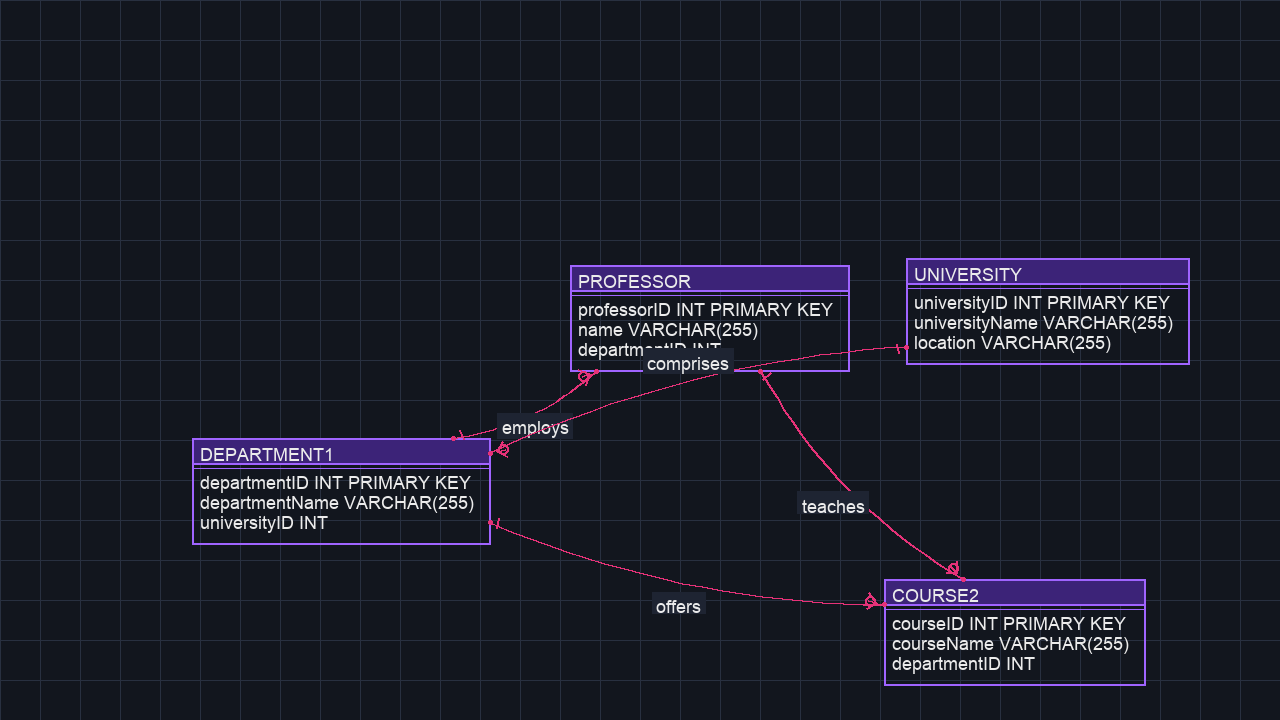 PROFESSOR
professorID INT PRIMARY KEY
name VARCHAR(255)
departmentID INT
UNIVERSITY
universityID INT PRIMARY KEY
universityName VARCHAR(255)
location VARCHAR(255)
comprises
employs
DEPARTMENT1
departmentID INT PRIMARY KEY
departmentName VARCHAR(255)
universityID INT
teaches
offers
COURSE2
courseID INT PRIMARY KEY
courseName VARCHAR(255)
departmentID INT